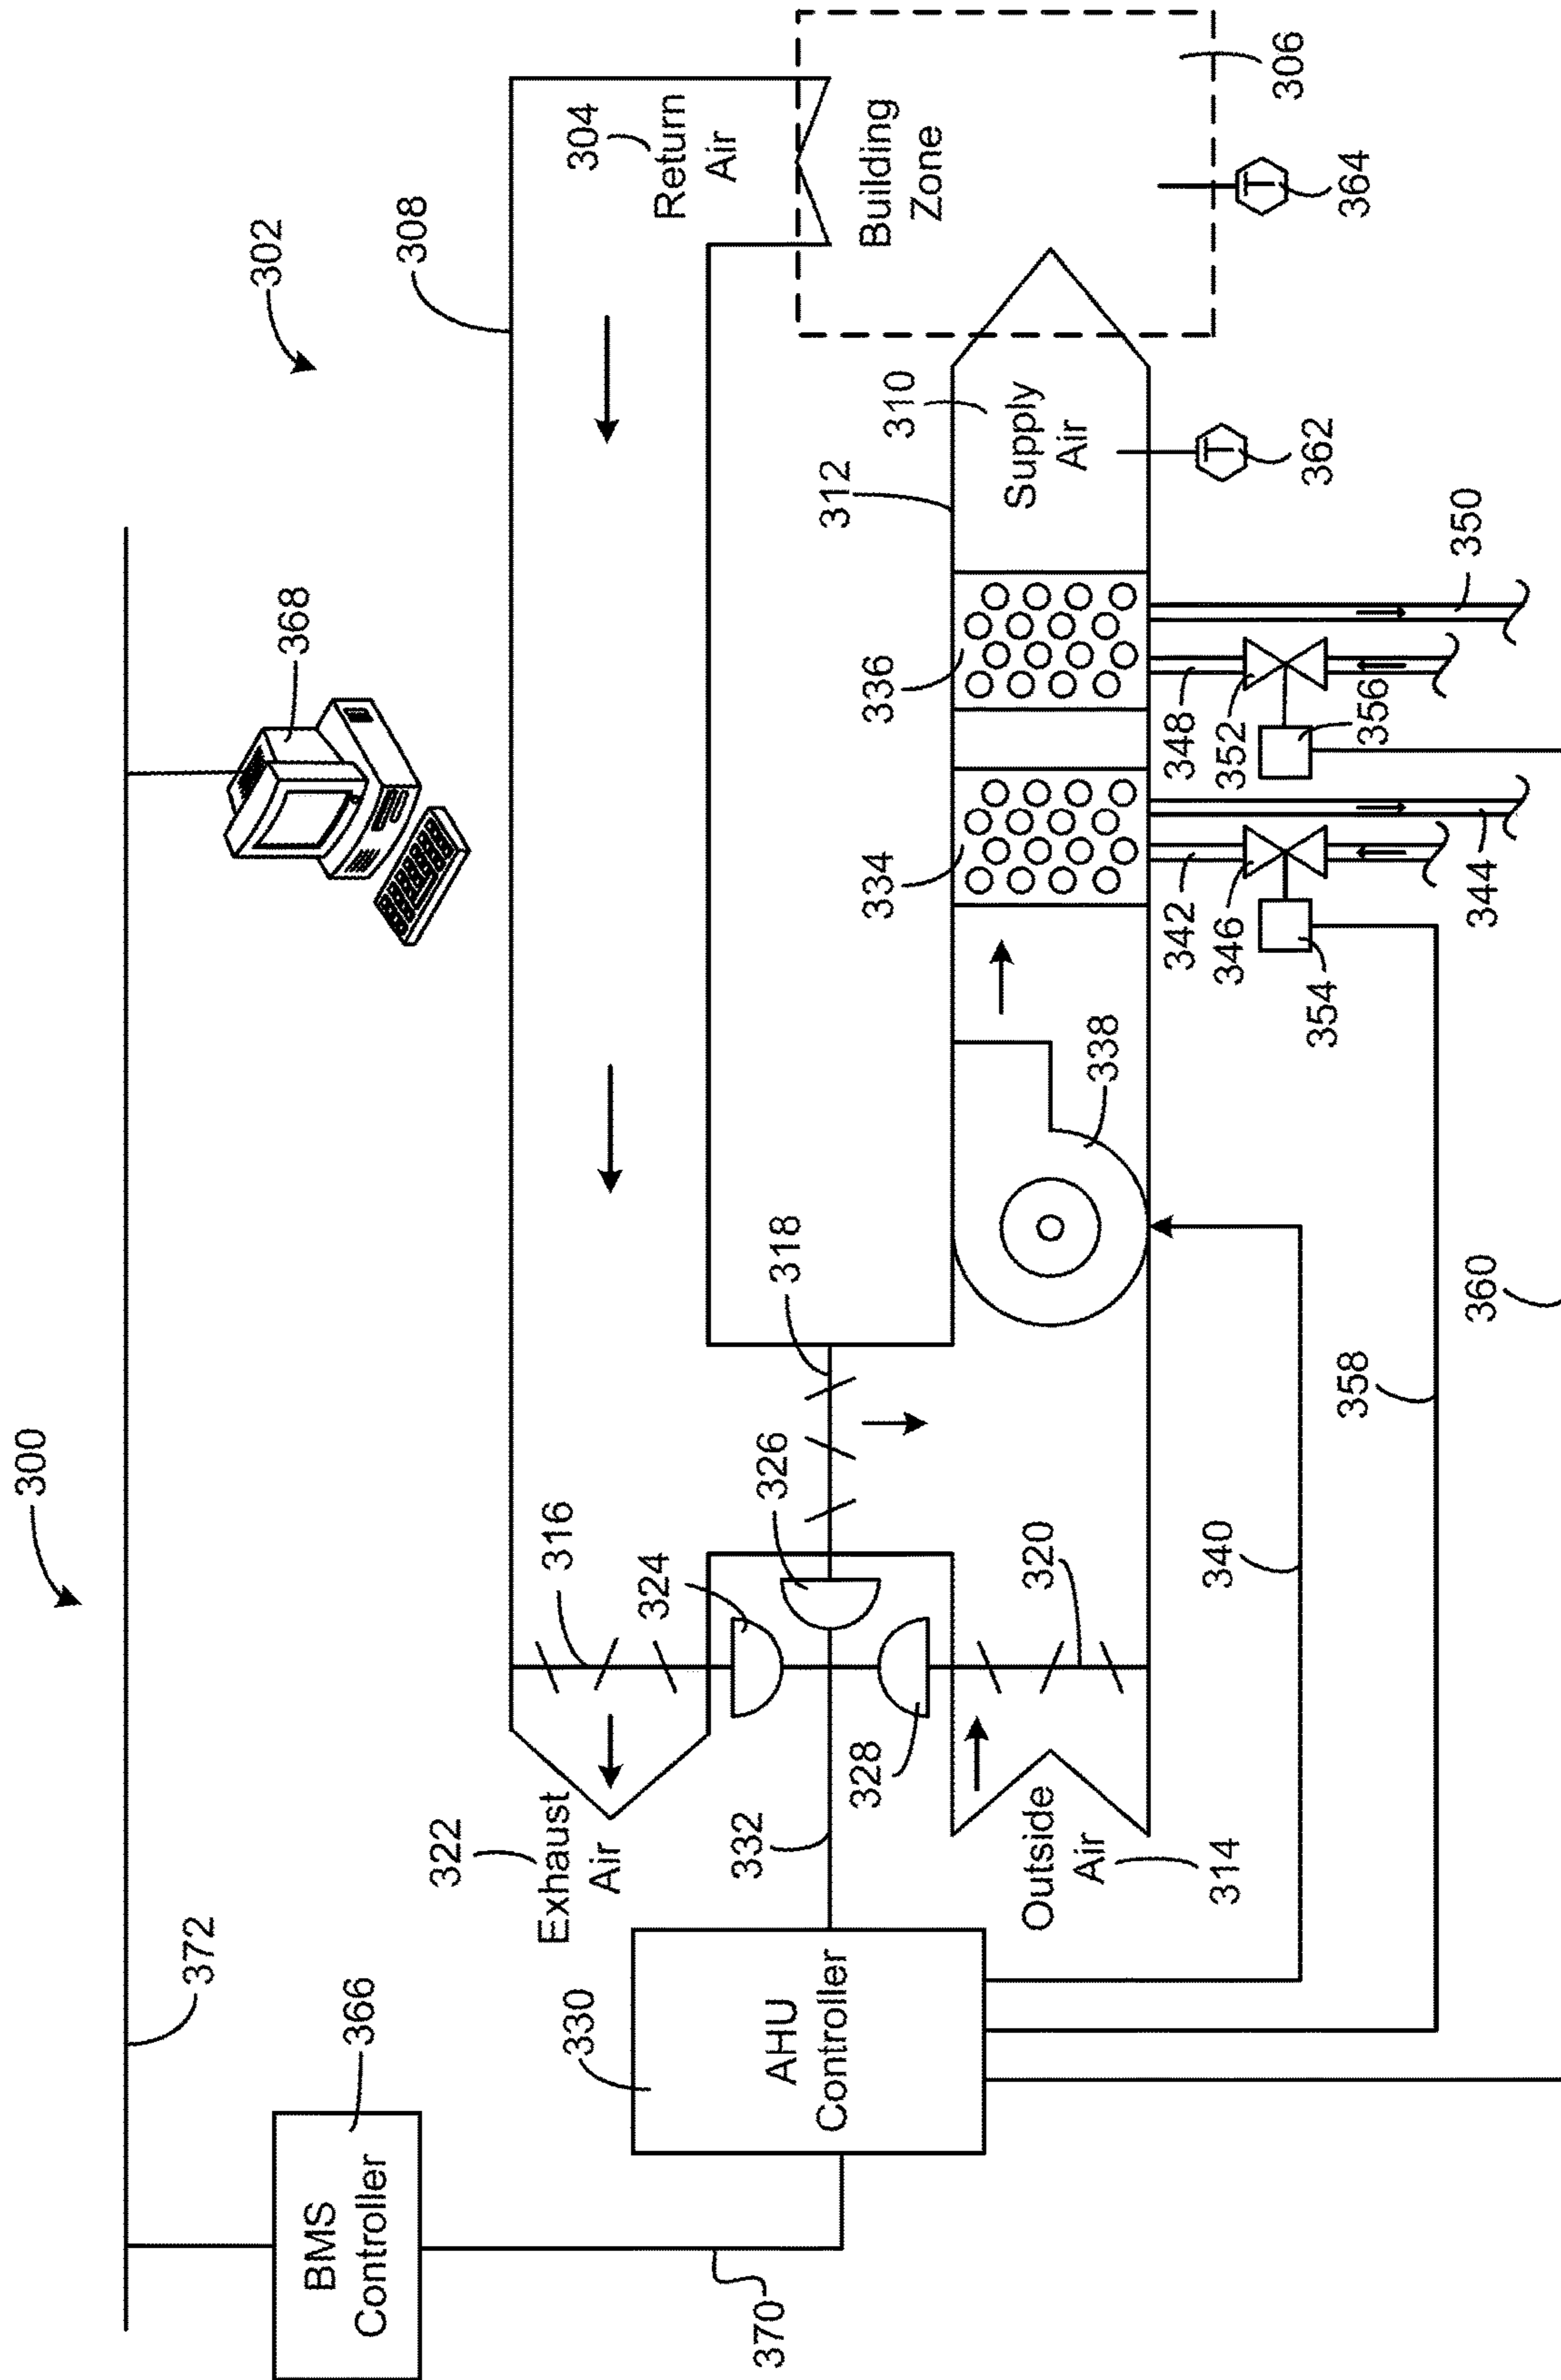 300
372
366
BMS
Controller
370
368
302
308
304
Return
Air
Building
Zone
306
364
330
AHU
Controller
322
Exhaust
Air
332
316
324
326
318
328
320
Outside
Air
314
340
338
312
310
Supply
Air
362
334
336
342
346
354
344
348
352
356
350
358
360
T
T